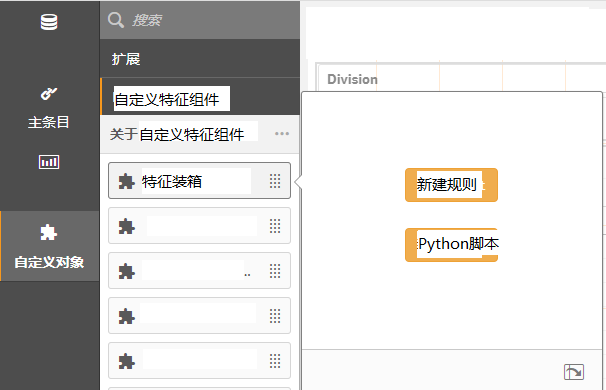 搜索
扩展
自定义特征组件
关于自定义特征组件
特征装箱
..
主条目
自定义对象
Division
新建规则
Python脚本